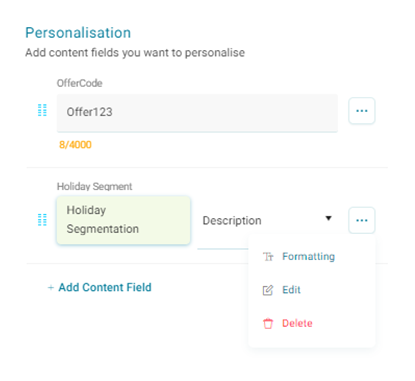 Personalisation
Add content fields you want to personalise
OfferCode
Offer123
8/4000
Holiday Segment
Holiday
Segmentation
Description
Formatting
Edit
Delete
+ Add Content Field